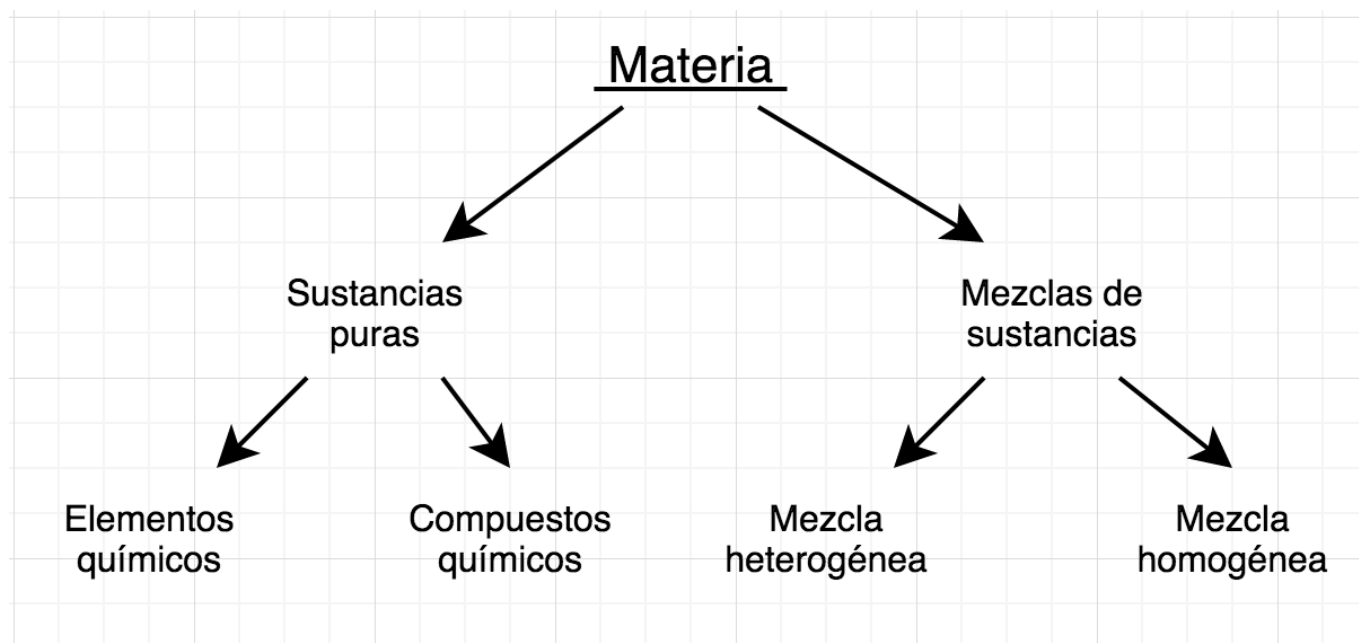 Materia
Sustancias
puras
Mezclas de
sustancias
Elementos
químicos
Compuestos
químicos
Mezcla
heterogénea
Mezcla
homogénea